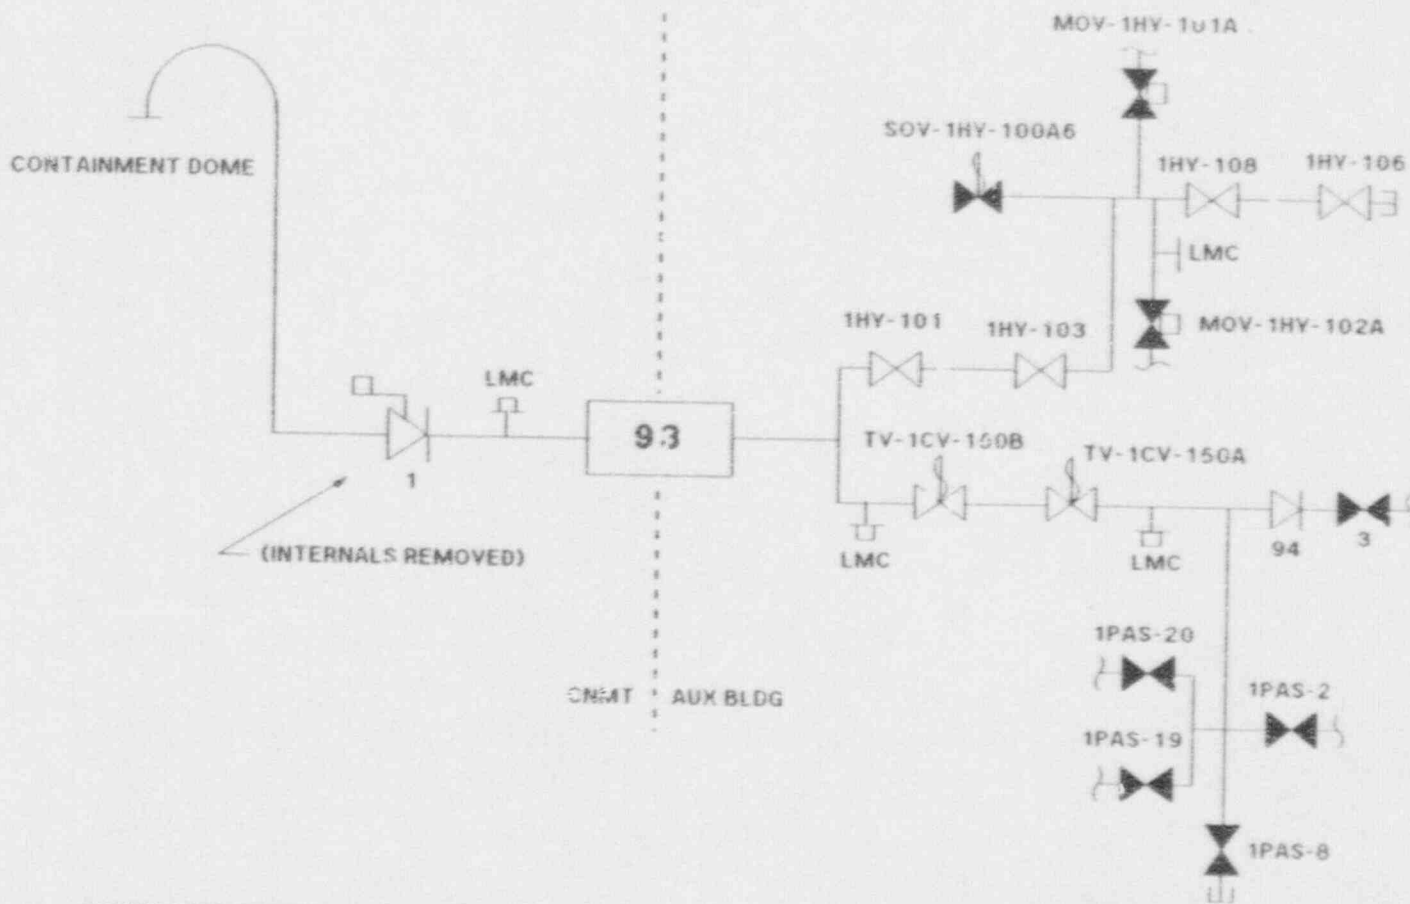 MOV-1HY-101A
SOV-1HY-100A6
CONTAINMENT DOME
1HY-108
1HY-106
LMC
1HY-101
1HY-103
MOV-1HY-102A
LMC
93
TV-1CV-150B
TV-1CV-150A
1
(INTERNALS REMOVED)
LMC
LMC
94
3
1PAS-20
CNMT
AUX BLDG
1PAS-2
1PAS-19
1PAS-8